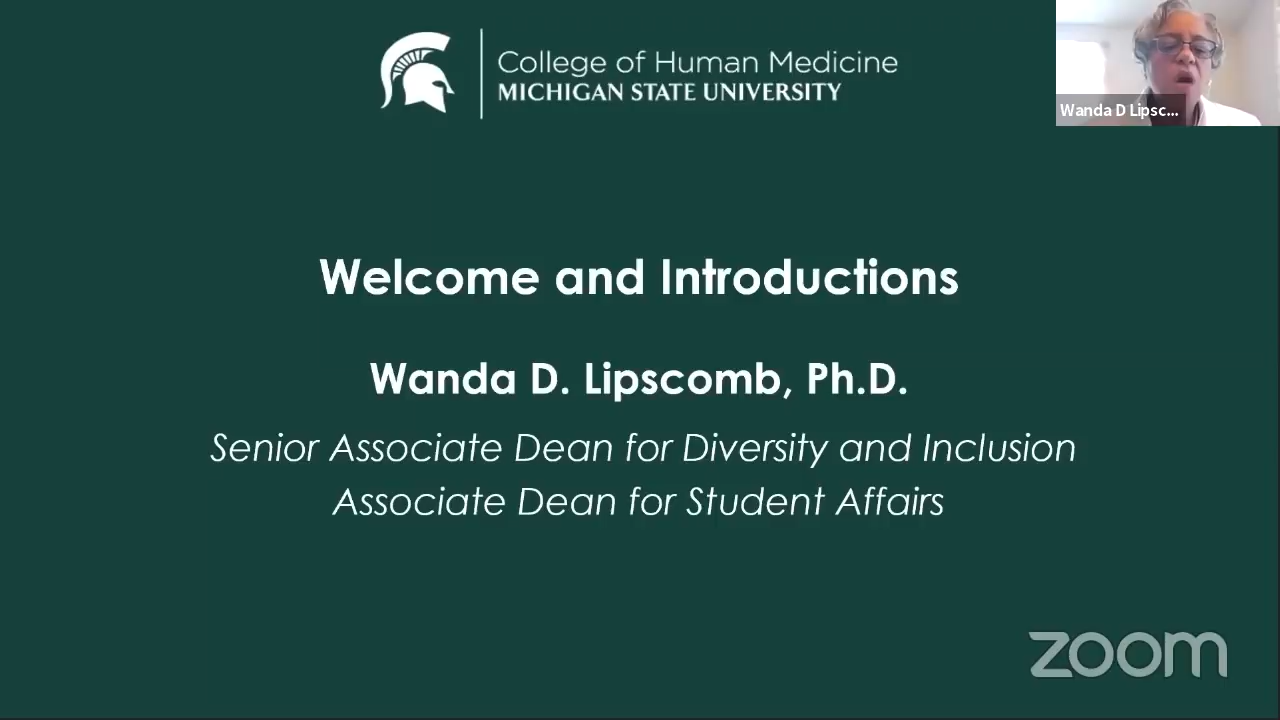 College of Human Medicine
MICHIGAN STATE UNIVERSITY
Wanda D Lipsc...
Welcome and Introductions
Wanda D. Lipscomb, Ph.D.
Senior Associate Dean for Diversity and Inclusion
Associate Dean for Student Affairs
zoom